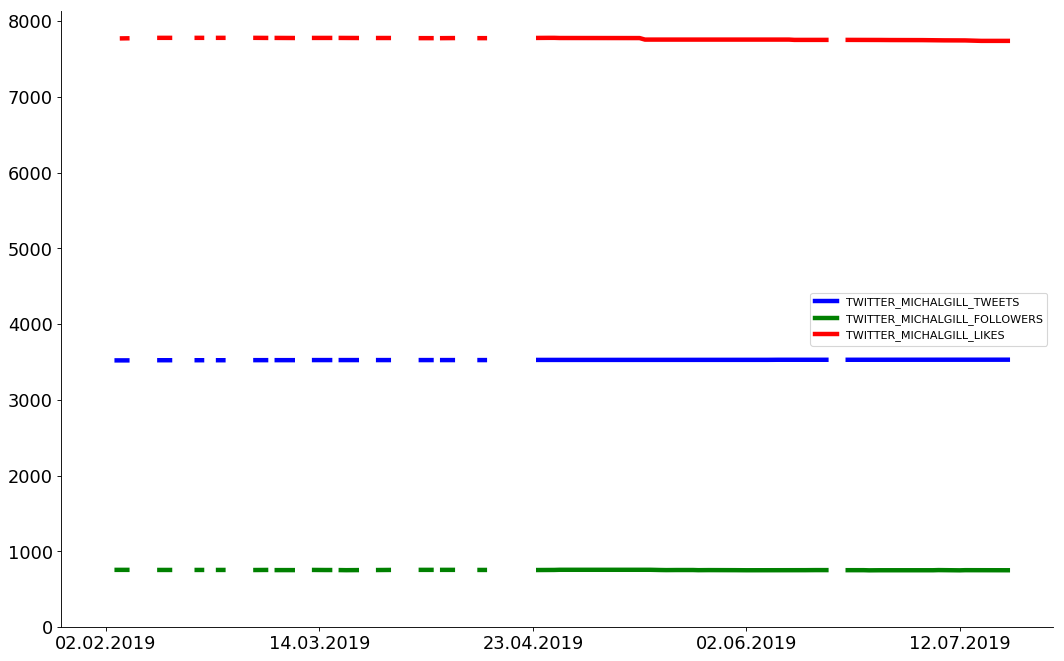 8000
7000
6000
5000
4000
3000
2000
1000
0
TWITTER_MICHALGILL_TWEETS
TWITTER_MICHALGILL_FOLLOWERS
TWITTER_MICHALGILL_LIKES
02.02.2019 14.03.2019 23.04.2019 02.06.2019 12.07.2019